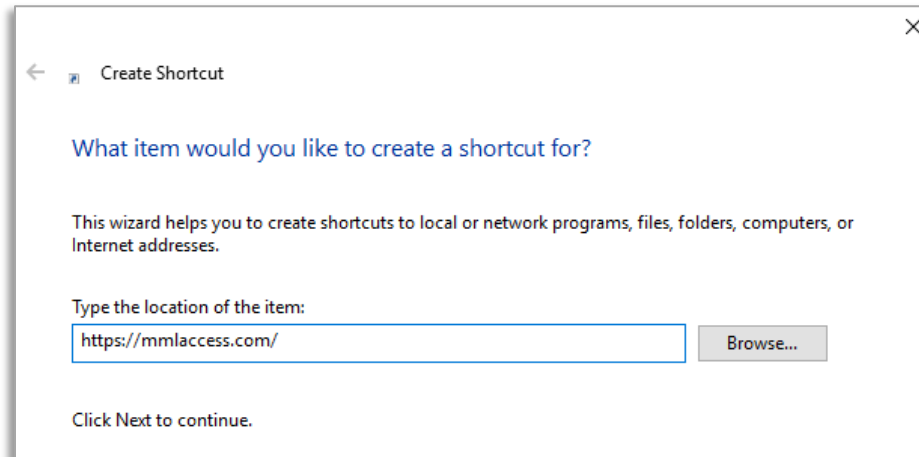 Create Shortcut
What item would you like to create a shortcut for?
This wizard helps you to create shortcuts to local or network programs, files, folders, computers, or
Internet addresses.
Type the location of the item:
https://mmlaccess.com/
Browse...
Click Next to continue.